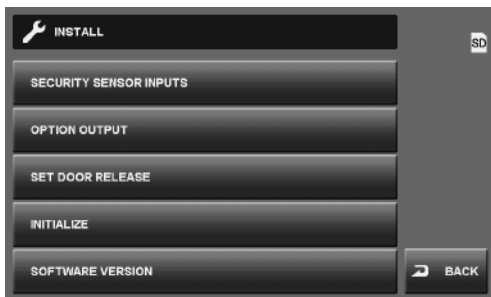 INSTALL
SD
SECURITY SENSOR INPUTS
OPTION OUTPUT
SET DOOR RELEASE
INITIALIZE
SOFTWARE VERSION
BACK